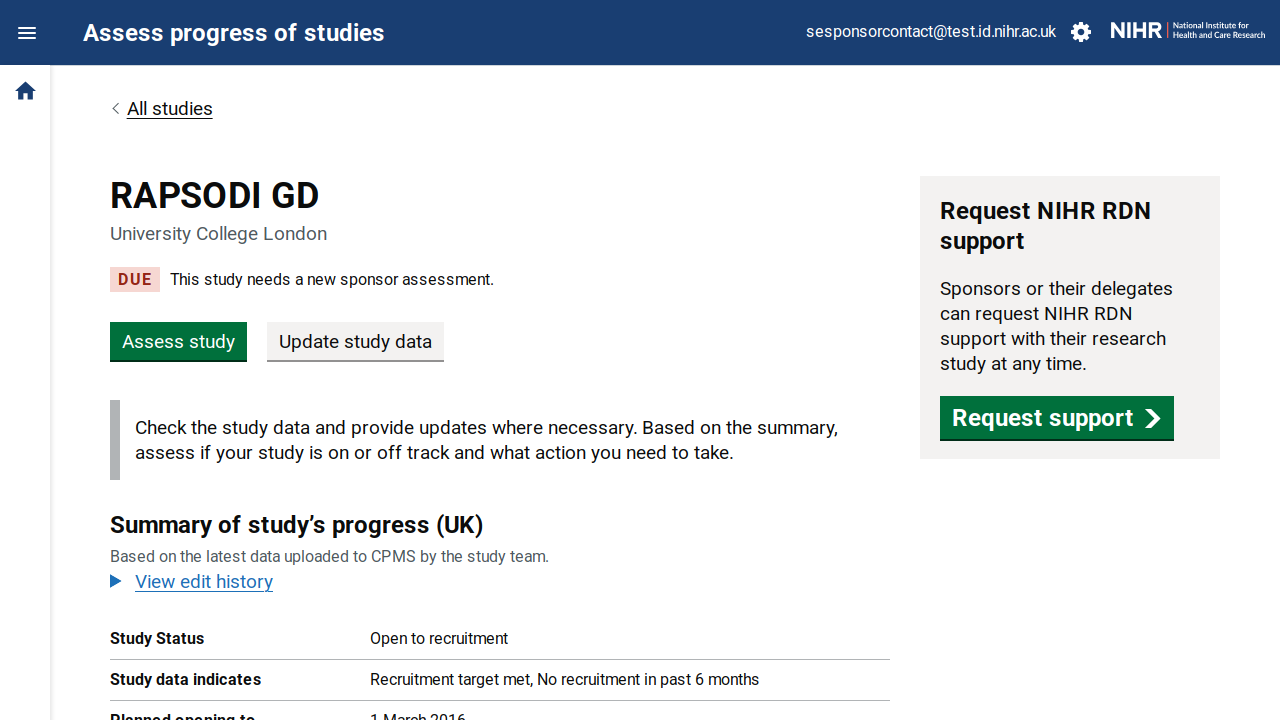 Assess progress of studies
sesponsorcontact@test.id.nihr.ac.uk
NIHR
National Institute for
Health and Care Research
All studies
RAPSODI GD
University College London
DUE This study needs a new sponsor assessment.
Assess study
Update study data
Check the study data and provide updates where necessary. Based on the summary,
assess if your study is on or off track and what action you need to take.
Summary of study’s progress (UK)
Based on the latest data uploaded to CPMS by the study team.
View edit history
Study Status Open to recruitment
Study data indicates Recruitment target met, No recruitment in past 6 months
Planned opening to 1 March 2016
Request NIHR RDN
support
Sponsors or their delegates
can request NIHR RDN
support with their research
study at any time.
Request support